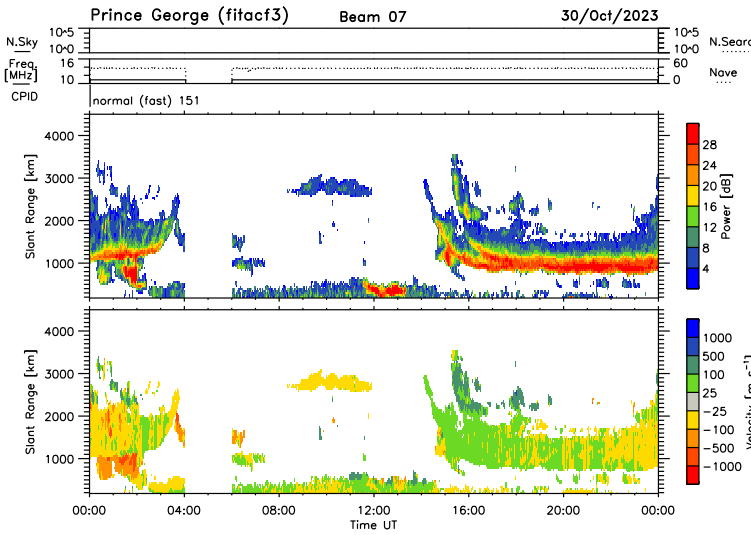 Prince George (fitacf3) Beam 07 30/Oct/2023
N.Sky 10^5 10^0 10^5 10^0 N.Sear
Freq. [MHz] 16 10 60 0 Nave
CPID normal (fast) 151
Slant Range [km] 4000 3000 2000 1000
Power [dB] 28 24 20 16 12 8 4
Slant Range [km] 4000 3000 2000 1000
Velocity [m s^-1] 1000 500 100 25 -25 -100 -500 -1000
00:00 04:00 08:00 12:00 16:00 20:00 00:00
Time UT